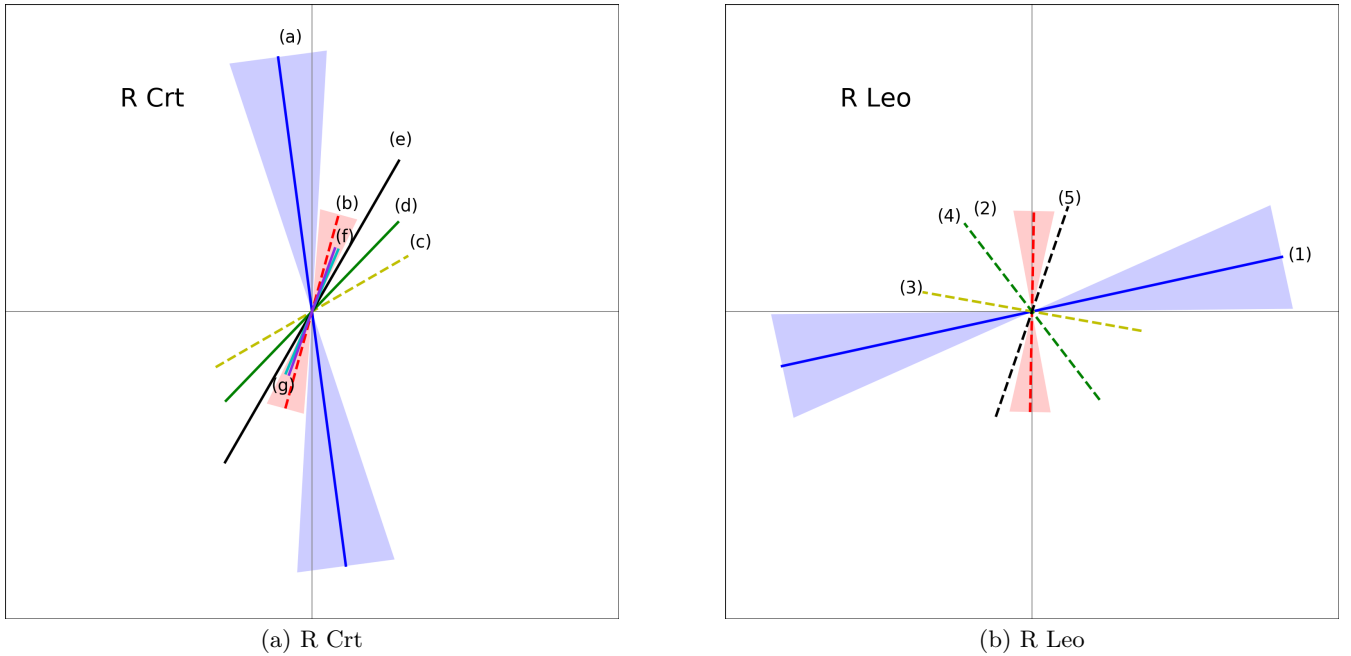 (a)
R Crt
(e)
(b)
(d)
(f)
(c)
(g)
(a) R Crt
R Leo
(5)
(2)
(4)
(1)
(3)
(b) R Leo